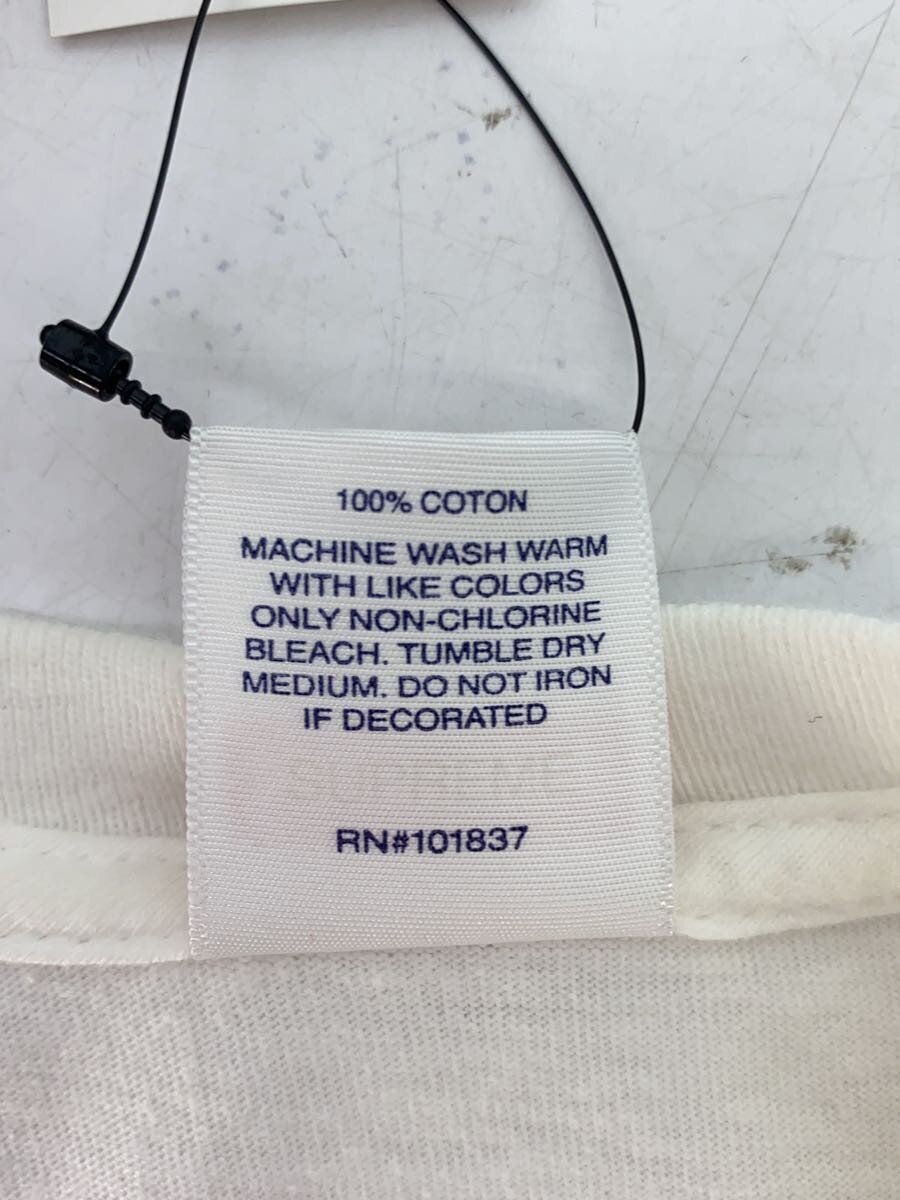 100% COTON
MACHINE WASH WARM
WITH LIKE COLORS
ONLY NON-CHLORINE
BLEACH. TUMBLE DRY
MEDIUM. DO NOT IRON
IF DECORATED
RN#101837